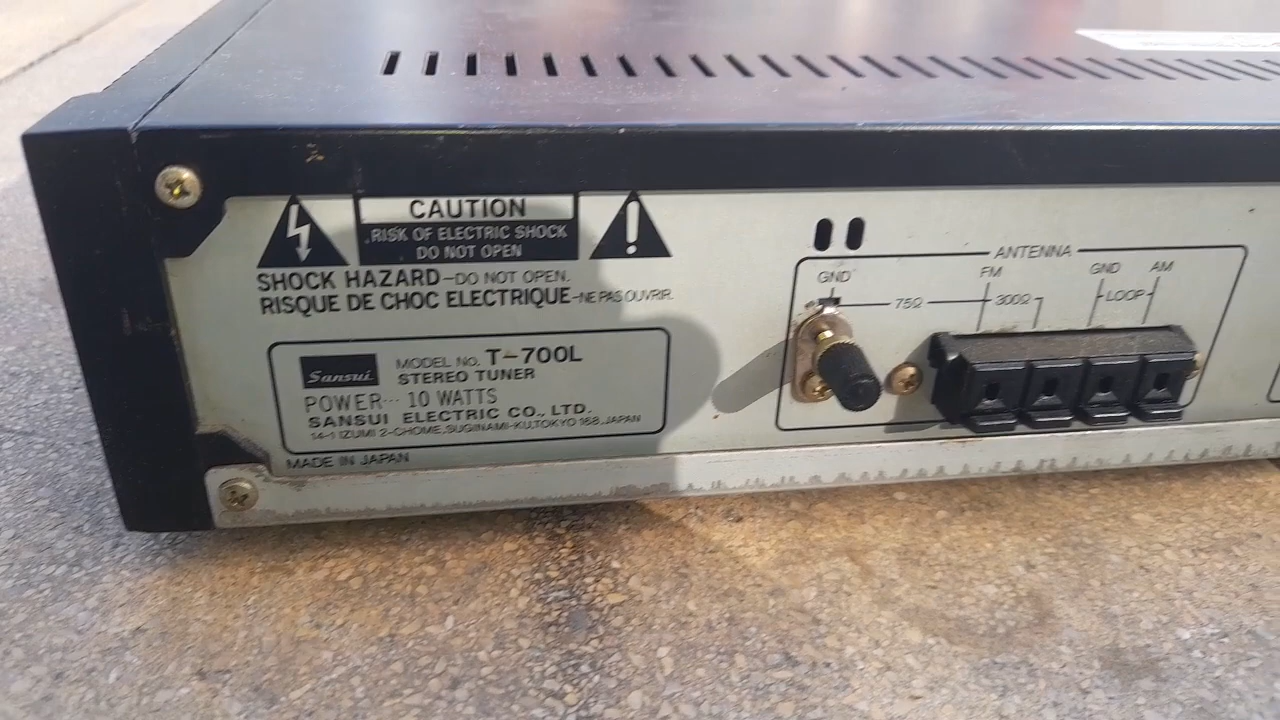 CAUTION
RISK OF ELECTRIC SHOCK
DO NOT OPEN
SHOCK HAZARD-DO NOT OPEN.
RISQUE DE CHOC ELECTRIQUE-NE PAS OUVRIR.
Sansui
MODEL NO. T-700L
STEREO TUNER
POWER··· 10 WATTS
SANSUI ELECTRIC CO., LTD.
14-1 IZUMI 2-CHOME, SUGINAMI-KU, TOKYO 168, JAPAN
MADE IN JAPAN
ANTENNA
GND FM GND AM
75Ω 300Ω LOOP